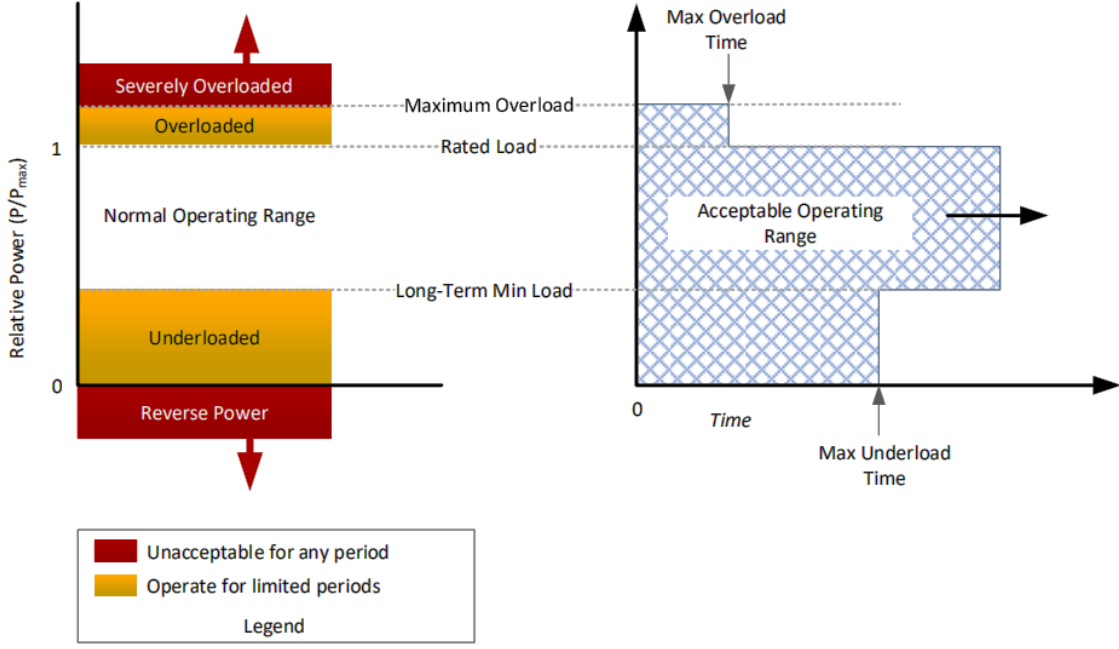 Max Overload
Time
Severely Overloaded
Maximum Overload
Overloaded
1
Rated Load
Relative Power (P/Pmax)
Normal Operating Range
Acceptable Operating
Range
Long-Term Min Load
Underloaded
0
Reverse Power
0
Time
Max Underload
Time
Unacceptable for any period
Operate for limited periods
Legend